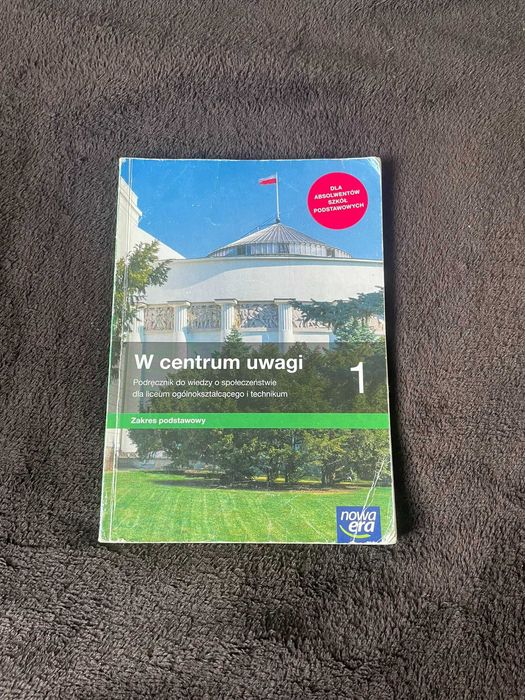 DLA
ABSOLWENTÓW
SZKÓŁ
PODSTAWOWYCH
W centrum uwagi
1
Podręcznik do wiedzy o społeczeństwie
dla liceum ogólnokształcącego i technikum
Zakres podstawowy
nowa
era